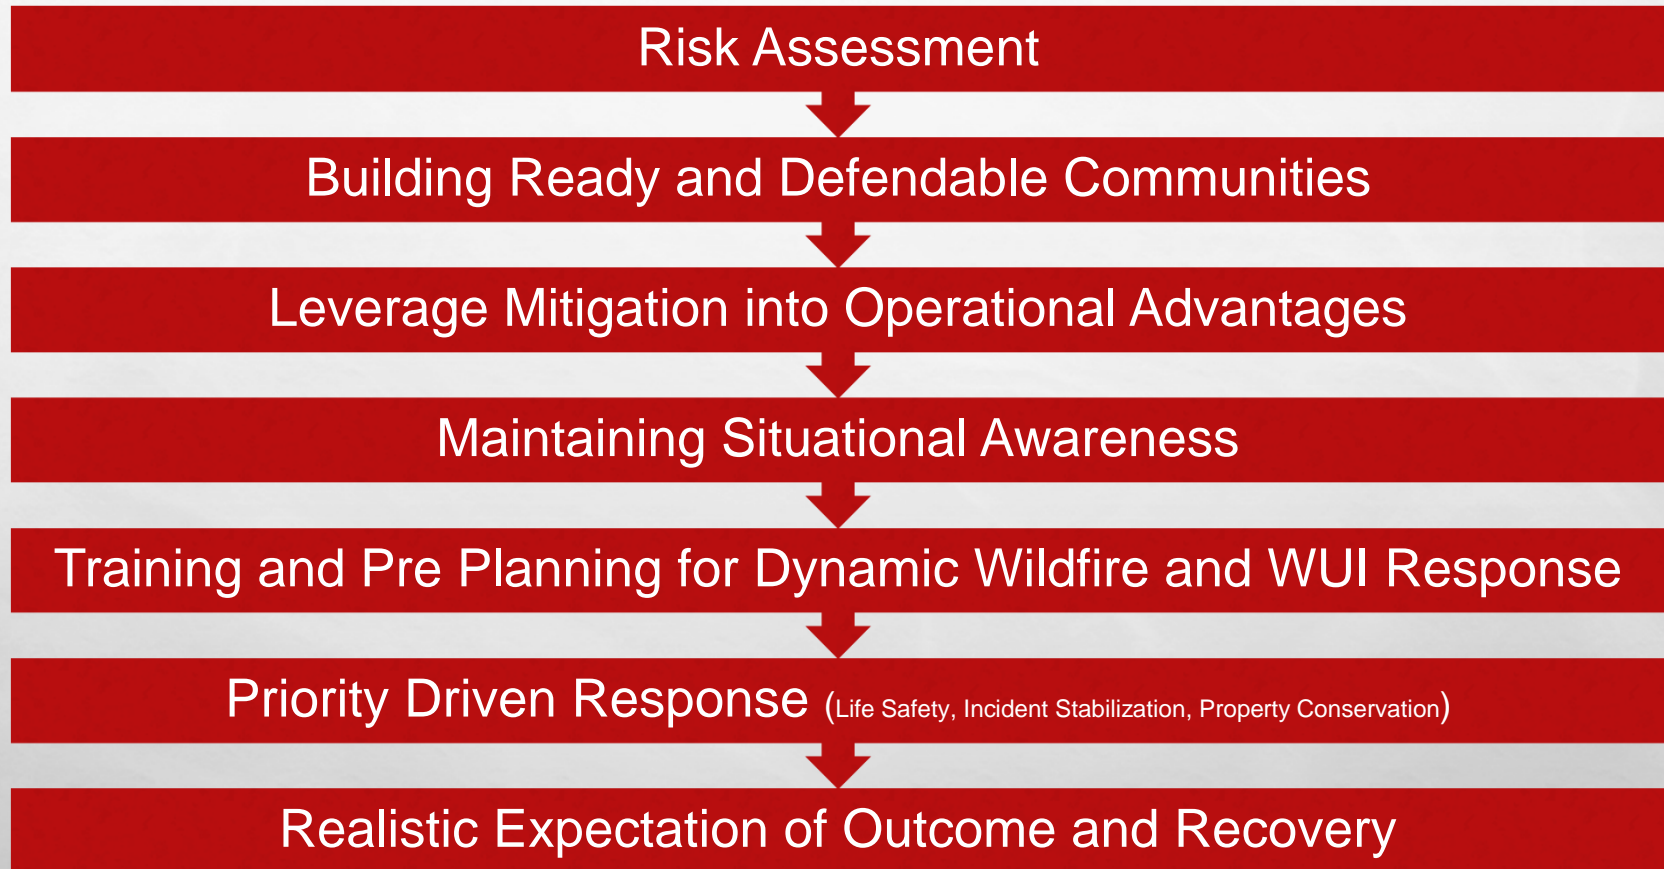 Risk Assessment
Building Ready and Defendable Communities
Leverage Mitigation into Operational Advantages
Maintaining Situational Awareness
Training and Pre Planning for Dynamic Wildfire and WUI Response
Priority Driven Response (Life Safety, Incident Stabilization, Property Conservation)
Realistic Expectation of Outcome and Recovery